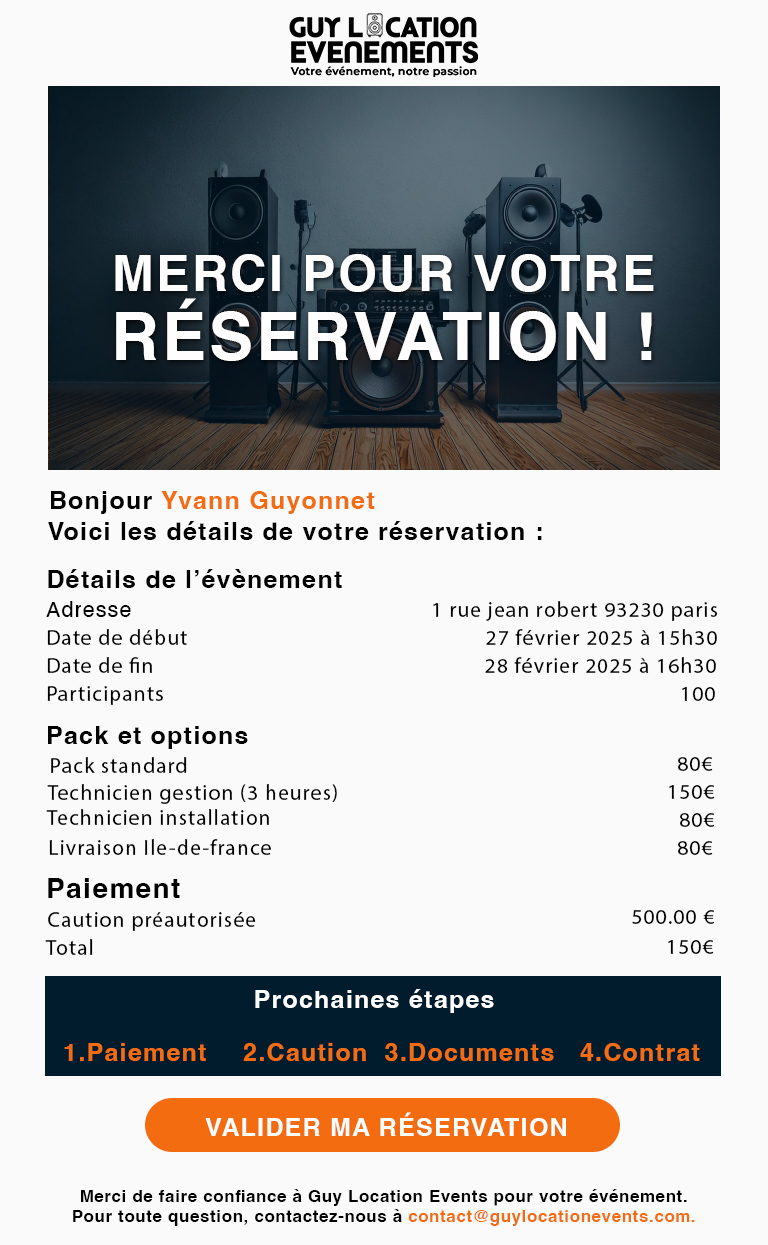 GUY LOCATION
EVENEMENTS
Votre événement, notre passion
MERCI POUR VOTRE
RÉSERVATION !
Bonjour Yvann Guyonnet
Voici les détails de votre réservation :
Détails de l’évènement
Adresse 1 rue jean robert 93230 paris
Date de début 27 février 2025 à 15h30
Date de fin 28 février 2025 à 16h30
Participants 100
Pack et options
Pack standard 80€
Technicien gestion (3 heures) 150€
Technicien installation 80€
Livraison Ile-de-france 80€
Paiement
Caution préautorisée 500.00 €
Total 150€
Prochaines étapes
1.Paiement 2.Caution 3.Documents 4.Contrat
VALIDER MA RÉSERVATION
Merci de faire confiance à Guy Location Events pour votre événement.
Pour toute question, contactez-nous à contact@guylocationevents.com.